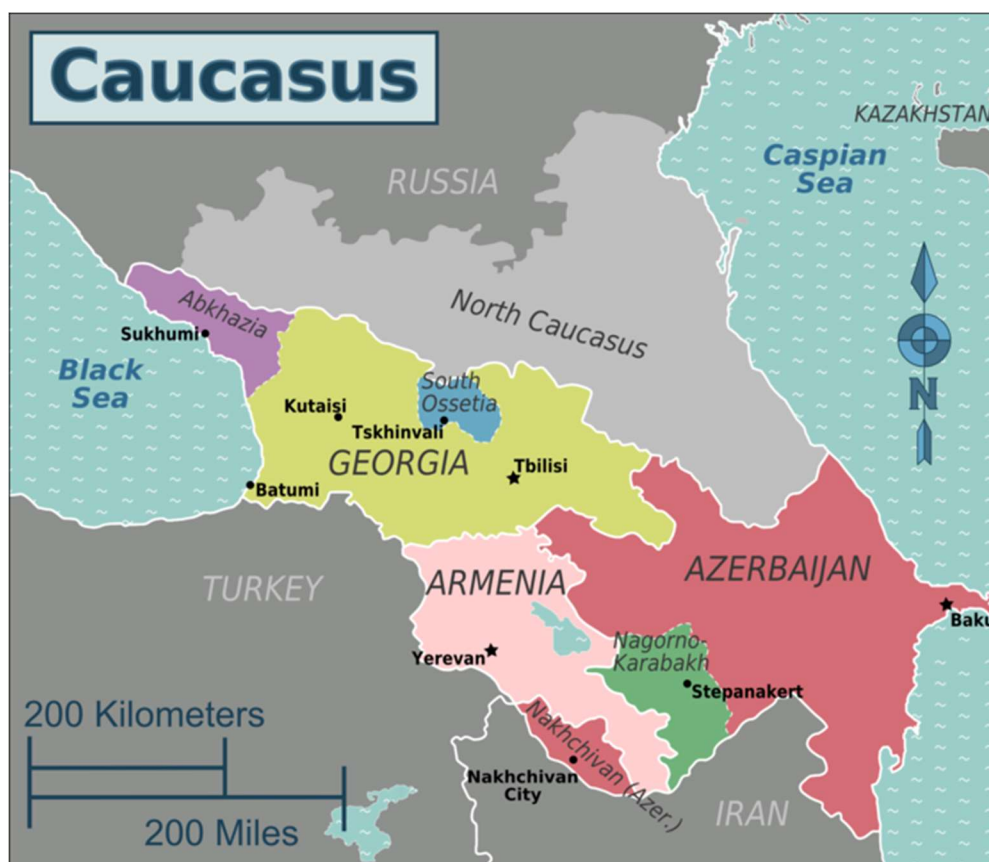 Caucasus
KAZAKHSTAN
RUSSIA
Caspian
Sea
Abkhazia
North Caucasus
Sukhumi
Black
Sea
South
Ossetia
N
Kutaisi
Tskhinvali
GEORGIA
Tbilisi
Batumi
TURKEY
ARMENIA
AZERBAIJAN
Baku
Nagorno-
Karabakh
Yerevan
Stepanakert
200 Kilometers
Nakhchivan (Azer.)
Nakhchivan
City
IRAN
200 Miles